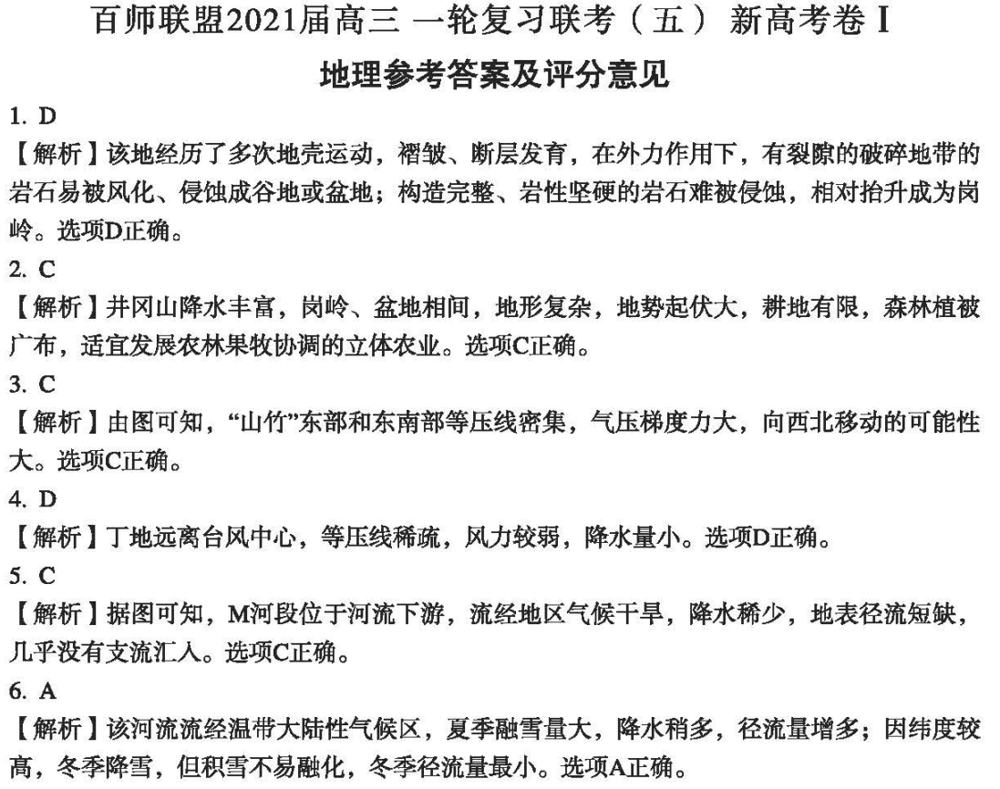 百师联盟2021届高三 一轮复习联考（五） 新高考卷Ⅰ
地理参考答案及评分意见
1. D
【解析】该地经历了多次地壳运动，褶皱、断层发育，在外力作用下，有裂隙的破碎地带的
岩石易被风化、侵蚀成谷地或盆地；构造完整、岩性坚硬的岩石难被侵蚀，相对抬升成为岗
岭。选项D正确。
2. C
【解析】井冈山降水丰富，岗岭、盆地相间，地形复杂，地势起伏大，耕地有限，森林植被
广布，适宜发展农林果牧协调的立体农业。选项C正确。
3. C
【解析】由图可知，“山竹”东部和东南部等压线密集，气压梯度力大，向西北移动的可能性
大。选项C正确。
4. D
【解析】丁地远离台风中心，等压线稀疏，风力较弱，降水量小。选项D正确。
5. C
【解析】据图可知，M河段位于河流下游，流经地区气候干旱，降水稀少，地表径流短缺，
几乎没有支流汇入。选项C正确。
6. A
【解析】该河流流经温带大陆性气候区，夏季融雪量大，降水稍多，径流量增多；因纬度较
高，冬季降雪，但积雪不易融化，冬季径流量最小。选项A正确。